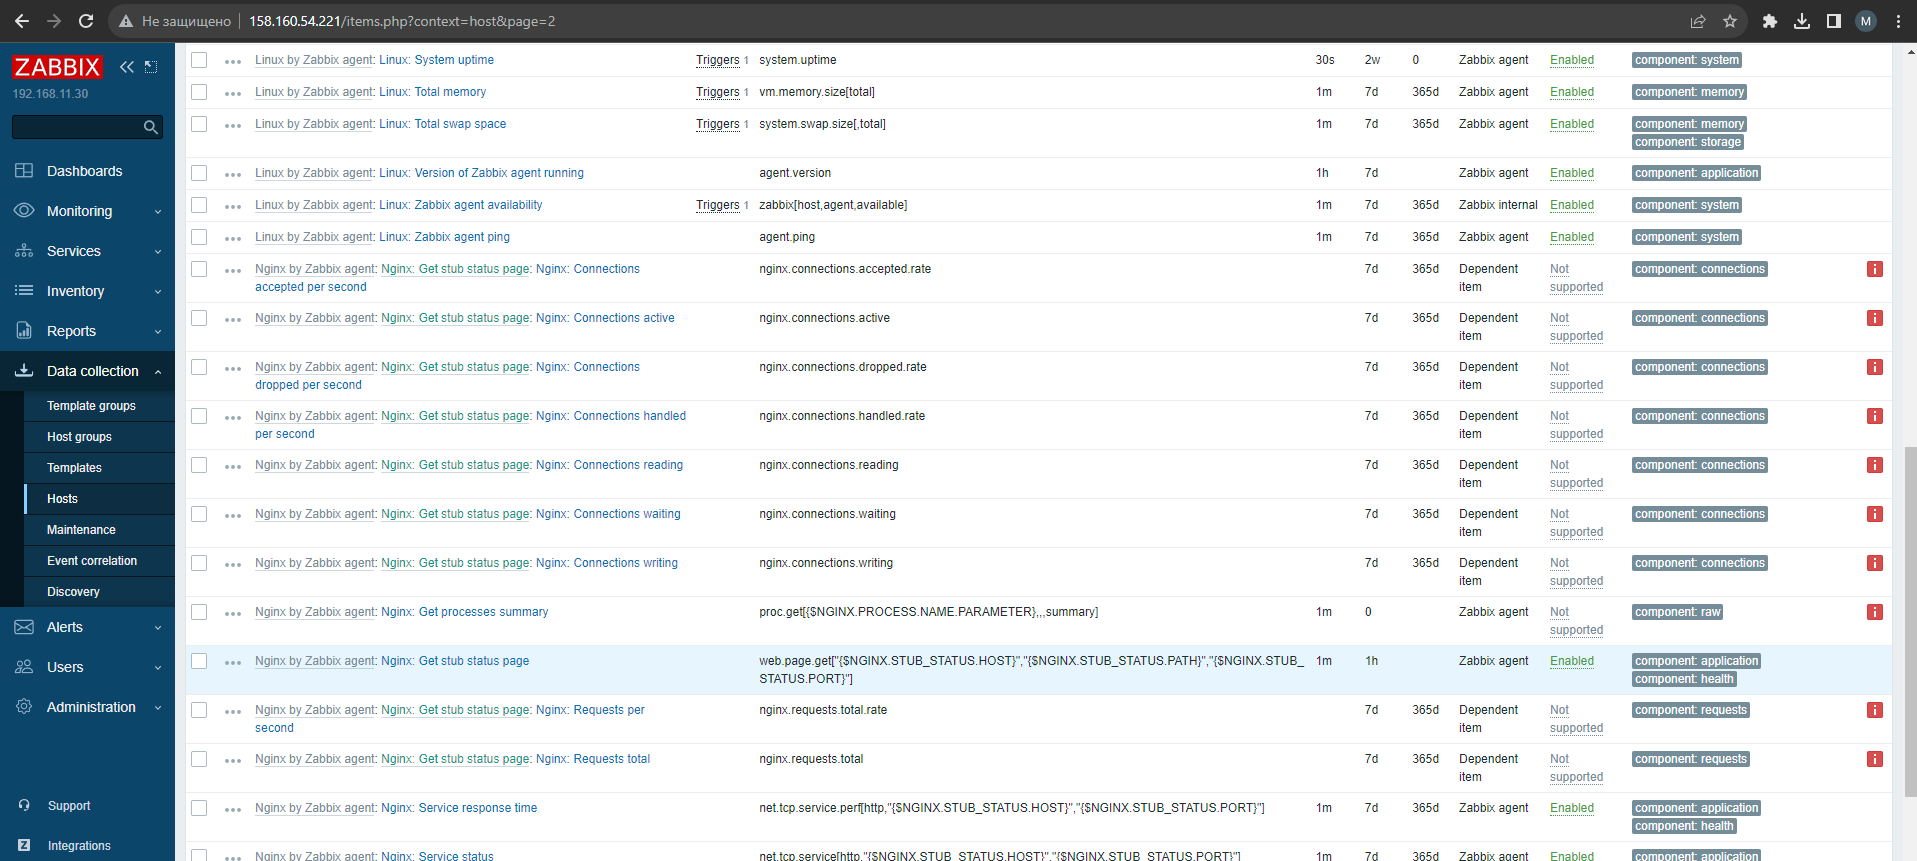 Не защищено
158.160.54.221/items.php?context=host&page=2
M
ZABBIX
192.168.11.30
Dashboards
Monitoring
Services
Inventory
Reports
Data collection
Template groups
Host groups
Templates
Hosts
Maintenance
Event correlation
Discovery
Alerts
Users
Administration
Support
Z Integrations
Linux by Zabbix agent: Linux: System uptime Triggers 1 system.uptime 30s 2w 0 Zabbix agent Enabled component: system
Linux by Zabbix agent: Linux: Total memory Triggers 1 vm.memory.size[total] 1m 7d 365d Zabbix agent Enabled component: memory
Linux by Zabbix agent: Linux: Total swap space Triggers 1 system.swap.size[,total] 1m 7d 365d Zabbix agent Enabled component: memory
component: storage
Linux by Zabbix agent: Linux: Version of Zabbix agent running agent.version 1h 7d Zabbix agent Enabled component: application
Linux by Zabbix agent: Linux: Zabbix agent availability Triggers 1 zabbix[host,agent,available] 1m 7d 365d Zabbix internal Enabled component: system
Linux by Zabbix agent: Linux: Zabbix agent ping agent.ping 1m 7d 365d Zabbix agent Enabled component: system
Nginx by Zabbix agent: Nginx: Get stub status page: Nginx: Connections nginx.connections.accepted.rate 7d 365d Dependent Not component: connections i
accepted per second item supported
Nginx by Zabbix agent: Nginx: Get stub status page: Nginx: Connections active nginx.connections.active 7d 365d Dependent Not component: connections i
item supported
Nginx by Zabbix agent: Nginx: Get stub status page: Nginx: Connections nginx.connections.dropped.rate 7d 365d Dependent Not component: connections i
dropped per second item supported
Nginx by Zabbix agent: Nginx: Get stub status page: Nginx: Connections handled nginx.connections.handled.rate 7d 365d Dependent Not component: connections i
per second item supported
Nginx by Zabbix agent: Nginx: Get stub status page: Nginx: Connections reading nginx.connections.reading 7d 365d Dependent Not component: connections i
item supported
Nginx by Zabbix agent: Nginx: Get stub status page: Nginx: Connections waiting nginx.connections.waiting 7d 365d Dependent Not component: connections i
item supported
Nginx by Zabbix agent: Nginx: Get stub status page: Nginx: Connections writing nginx.connections.writing 7d 365d Dependent Not component: connections i
item supported
Nginx by Zabbix agent: Nginx: Get processes summary proc.get[{$NGINX.PROCESS.NAME.PARAMETER},,,summary] 1m 0 Zabbix agent Not component: raw i
supported
Nginx by Zabbix agent: Nginx: Get stub status page web.page.get["{$NGINX.STUB_STATUS.HOST}","{$NGINX.STUB_STATUS.PATH}","{$NGINX.STUB_ 1m 1h Zabbix agent Enabled component: application
STATUS.PORT}"] component: health
Nginx by Zabbix agent: Nginx: Get stub status page: Nginx: Requests per nginx.requests.total.rate 7d 365d Dependent Not component: requests i
second item supported
Nginx by Zabbix agent: Nginx: Get stub status page: Nginx: Requests total nginx.requests.total 7d 365d Dependent Not component: requests i
item supported
Nginx by Zabbix agent: Nginx: Service response time net.tcp.service.perf[http,"{$NGINX.STUB_STATUS.HOST}","{$NGINX.STUB_STATUS.PORT}"] 1m 7d 365d Zabbix agent Enabled component: application
component: health
Nginx by Zabbix agent: Nginx: Service status net.tcp.service[http,"{$NGINX.STUB_STATUS.HOST}","{$NGINX.STUB_STATUS.PORT}"] 1m 7d 365d Zabbix agent Enabled component: application